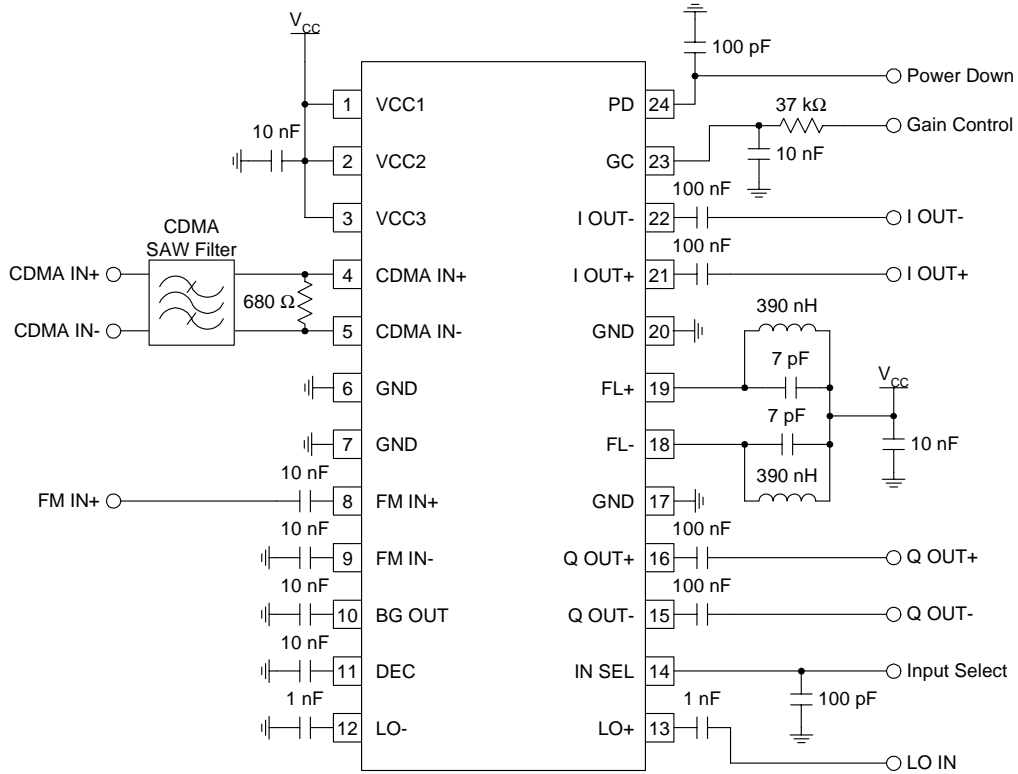 VCC
100 pF
Power Down
1 VCC1
PD 24
37 kΩ
Gain Control
10 nF
2 VCC2
GC 23
10 nF
100 nF
3 VCC3
I OUT- 22
I OUT-
CDMA
SAW Filter
100 nF
CDMA IN+
4 CDMA IN+
I OUT+ 21
I OUT+
680 Ω
390 nH
CDMA IN-
5 CDMA IN-
GND 20
7 pF
VCC
6 GND
FL+ 19
7 pF
7 GND
FL- 18
10 nF
10 nF
390 nH
FM IN+
8 FM IN+
GND 17
10 nF
100 nF
9 FM IN-
Q OUT+ 16
Q OUT+
10 nF
100 nF
10 BG OUT
Q OUT- 15
Q OUT-
10 nF
11 DEC
IN SEL 14
Input Select
1 nF
1 nF
100 pF
12 LO-
LO+ 13
LO IN